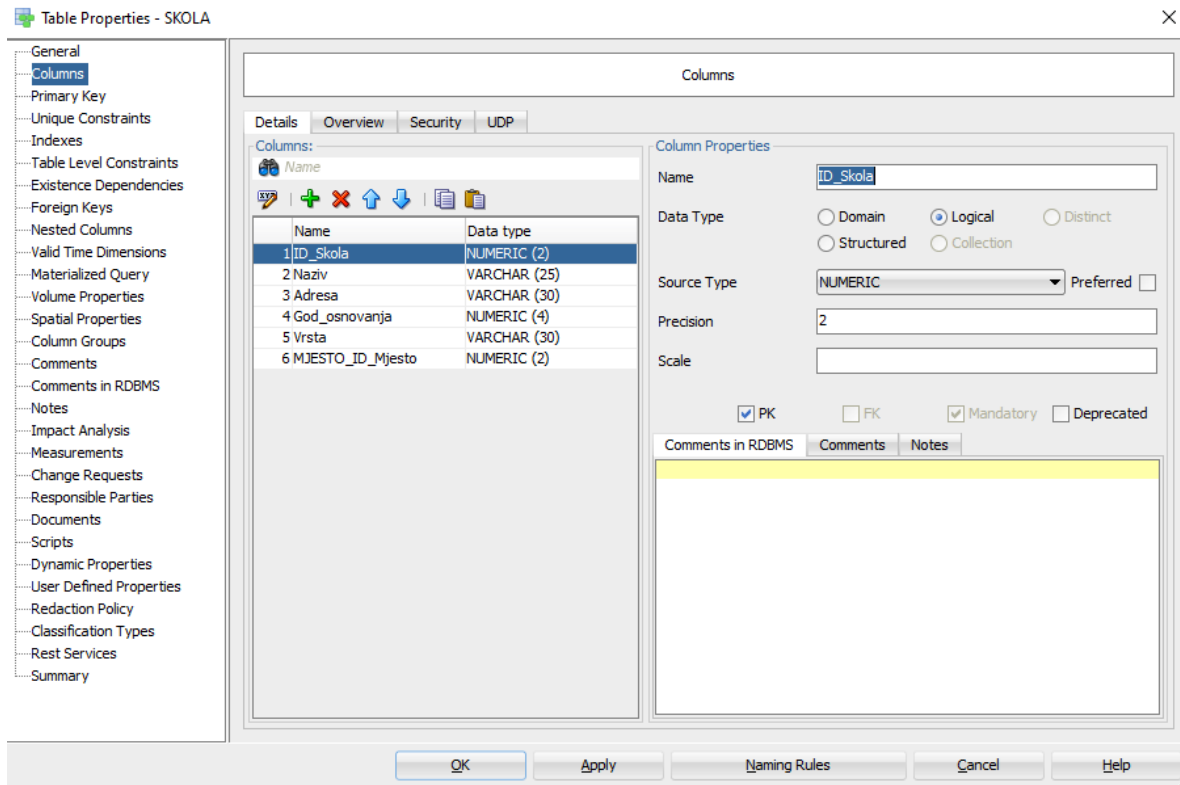 Table Properties - SKOLA
General
Columns
Primary Key
Unique Constraints
Indexes
Table Level Constraints
Existence Dependencies
Foreign Keys
Nested Columns
Valid Time Dimensions
Materialized Query
Volume Properties
Spatial Properties
Column Groups
Comments
Comments in RDBMS
Notes
Impact Analysis
Measurements
Change Requests
Responsible Parties
Documents
Scripts
Dynamic Properties
User Defined Properties
Redaction Policy
Classification Types
Rest Services
Summary
Columns
Details Overview Security UDP
Columns:
Name
XYZ
Name Data type
1 ID_Skola NUMERIC (2)
2 Naziv VARCHAR (25)
3 Adresa VARCHAR (30)
4 God_osnovanja NUMERIC (4)
5 Vrsta VARCHAR (30)
6 MJESTO_ID_Mjesto NUMERIC (2)
Column Properties
Name ID_Skola
Data Type Domain Logical Distinct
Structured Collection
Source Type NUMERIC Preferred
Precision 2
Scale
PK FK Mandatory Deprecated
Comments in RDBMS Comments Notes
OK Apply Naming Rules Cancel Help